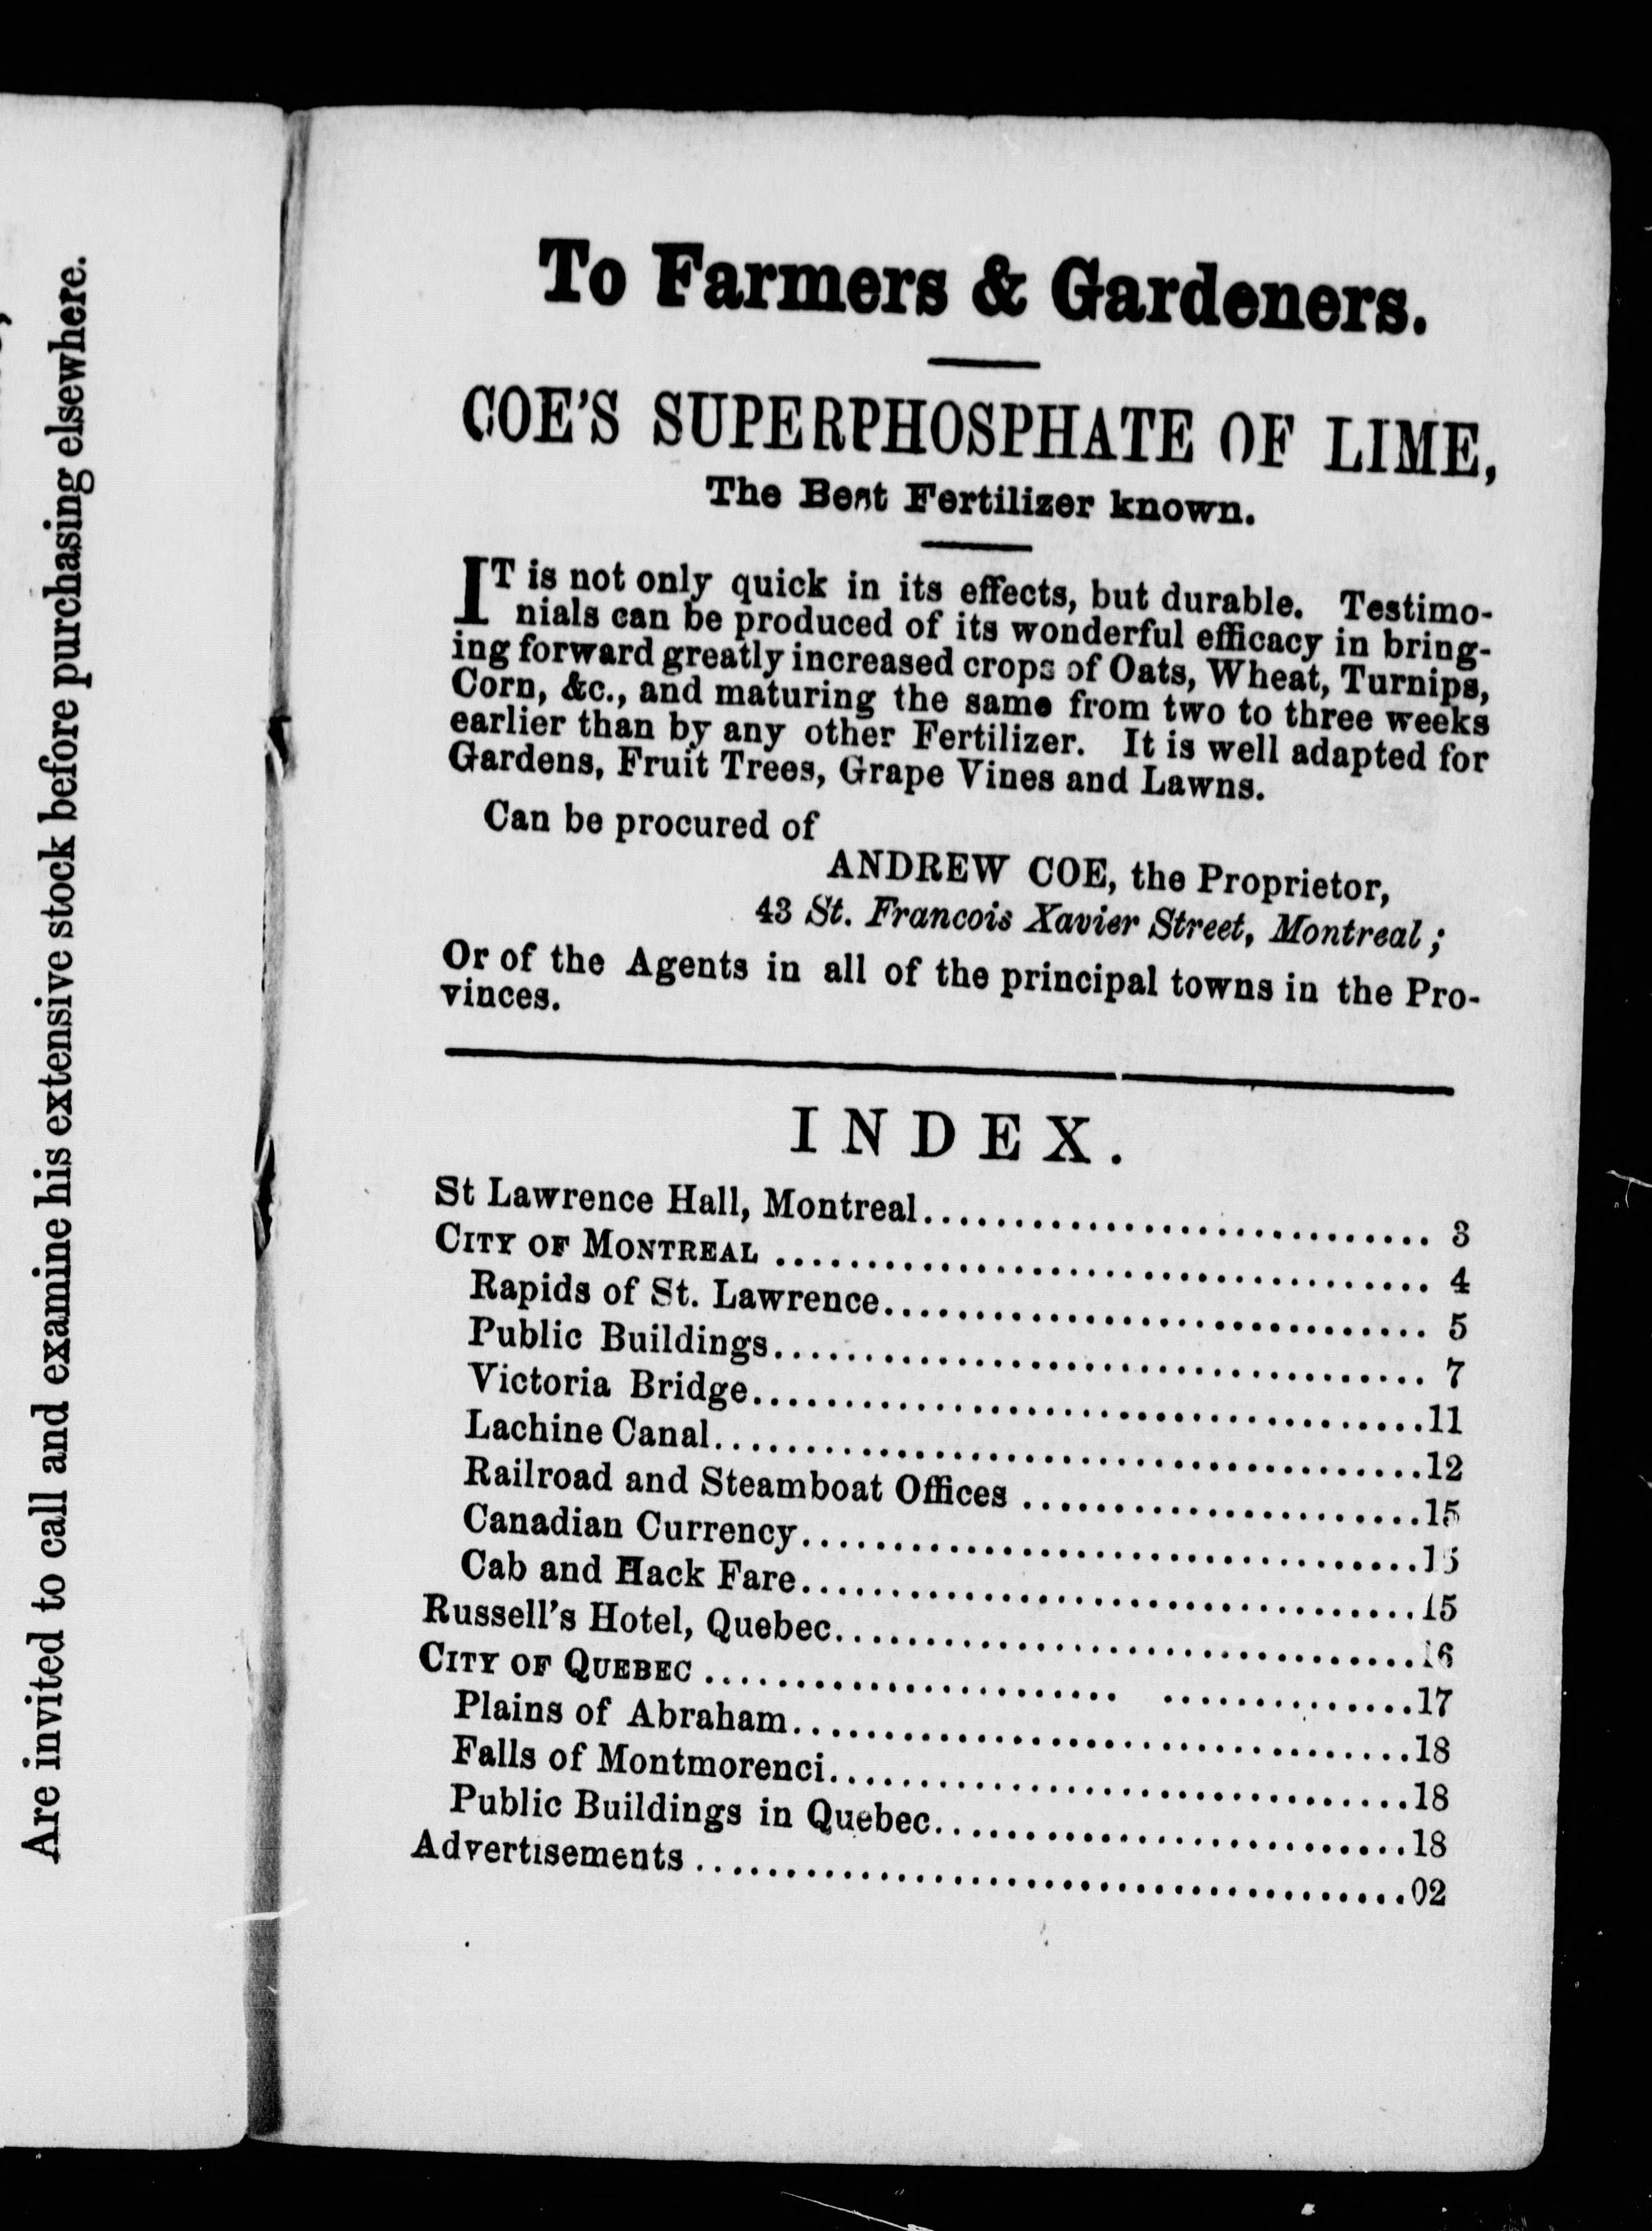 Are invited to call and examine his extensive stock before purchasing elsewhere.
To Farmers & Gardeners.
COE'S SUPERPHOSPHATE OF LIME,
The Best Fertilizer known.
IT is not only quick in its effects, but durable. Testimo-
nials can be produced of its wonderful efficacy in bring-
ing forward greatly increased crops of Oats, Wheat, Turnips,
Corn, &c., and maturing the same from two to three weeks
earlier than by any other Fertilizer. It is well adapted for
Gardens, Fruit Trees, Grape Vines and Lawns.
Can be procured of
ANDREW COE, the Proprietor,
43 St. Francois Xavier Street, Montreal;
Or of the Agents in all of the principal towns in the Pro-
vinces.
INDEX.
St Lawrence Hall, Montreal.............................. 3
CITY OF MONTREAL .................................... 4
Rapids of St. Lawrence.............................. 5
Public Buildings.................................... 7
Victoria Bridge.....................................11
Lachine Canal.......................................12
Railroad and Steamboat Offices ......................15
Canadian Currency...................................15
Cab and Hack Fare...................................15
Russell's Hotel, Quebec.................................16
CITY OF QUEBEC ....................... ..............17
Plains of Abraham...................................18
Falls of Montmorenci................................18
Public Buildings in Quebec..........................18
Advertisements ........................................02